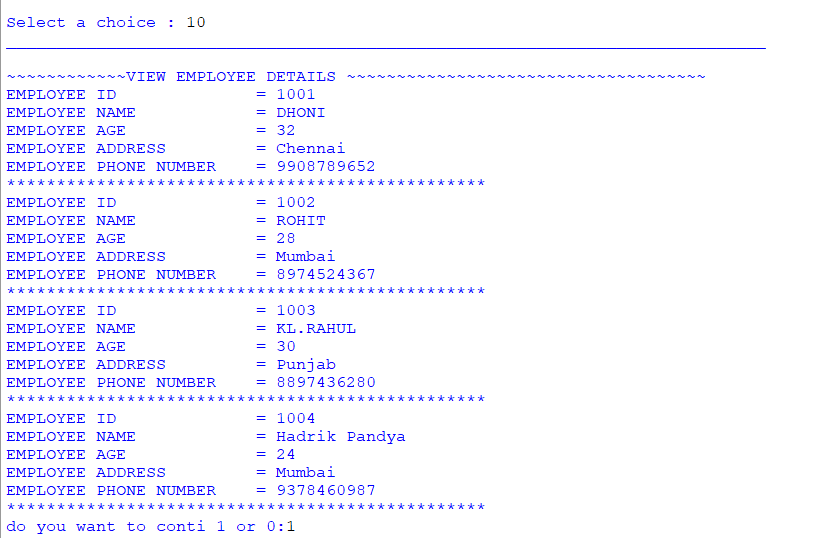 Select a choice : 10
____________________________________________________________________________
~~~~~~~~~~~~VIEW EMPLOYEE DETAILS ~~~~~~~~~~~~~~~~~~~~~~~~~~~~~~~~~~~~
EMPLOYEE ID              = 1001
EMPLOYEE NAME            = DHONI
EMPLOYEE AGE             = 32
EMPLOYEE ADDRESS         = Chennai
EMPLOYEE PHONE NUMBER    = 9908789652
************************************************
EMPLOYEE ID              = 1002
EMPLOYEE NAME            = ROHIT
EMPLOYEE AGE             = 28
EMPLOYEE ADDRESS         = Mumbai
EMPLOYEE PHONE NUMBER    = 8974524367
************************************************
EMPLOYEE ID              = 1003
EMPLOYEE NAME            = KL.RAHUL
EMPLOYEE AGE             = 30
EMPLOYEE ADDRESS         = Punjab
EMPLOYEE PHONE NUMBER    = 8897436280
************************************************
EMPLOYEE ID              = 1004
EMPLOYEE NAME            = Hadrik Pandya
EMPLOYEE AGE             = 24
EMPLOYEE ADDRESS         = Mumbai
EMPLOYEE PHONE NUMBER    = 9378460987
************************************************
do you want to conti 1 or 0:1